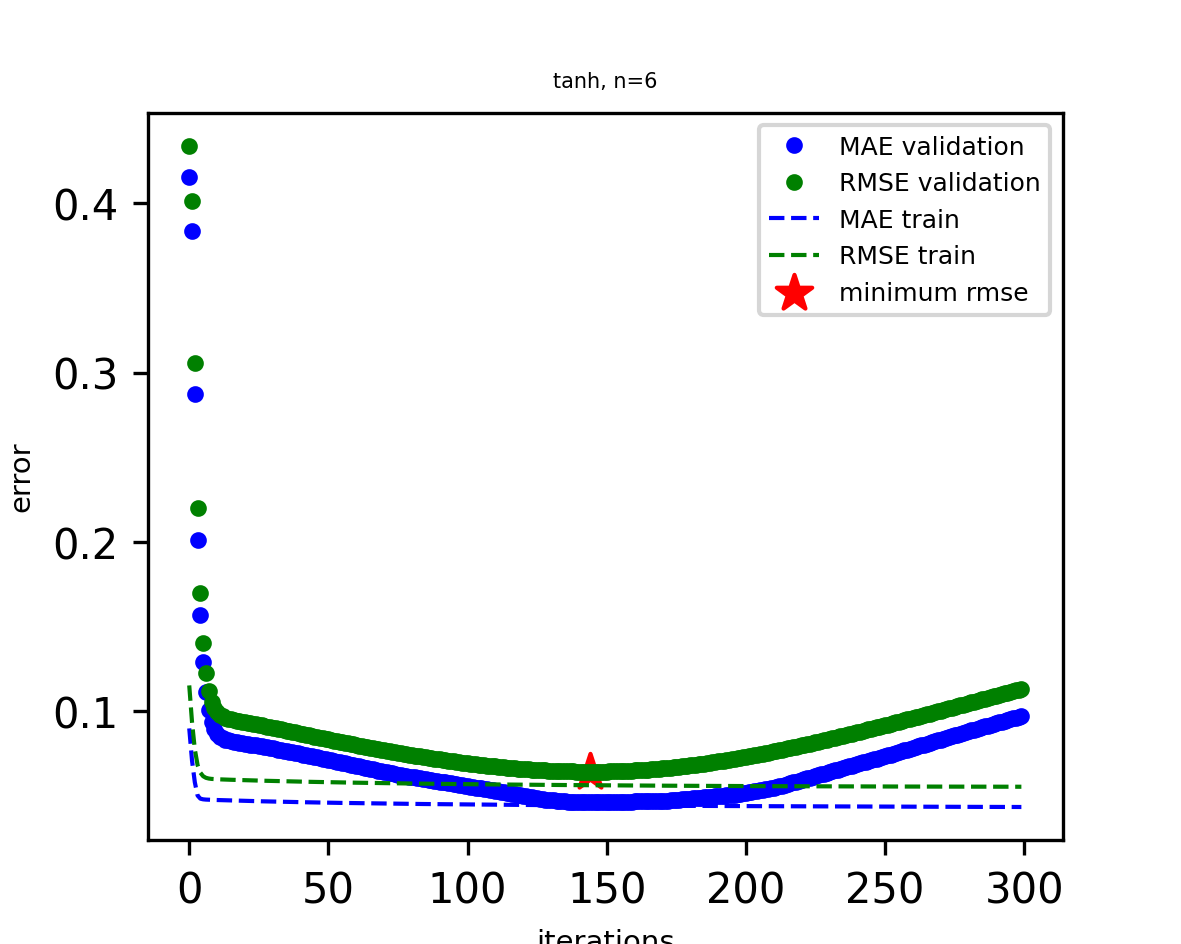 tanh, n=6
MAE validation
RMSE validation
MAE train
RMSE train
minimum rmse
error
0.4
0.3
0.2
0.1
0 50 100 150 200 250 300
iterations